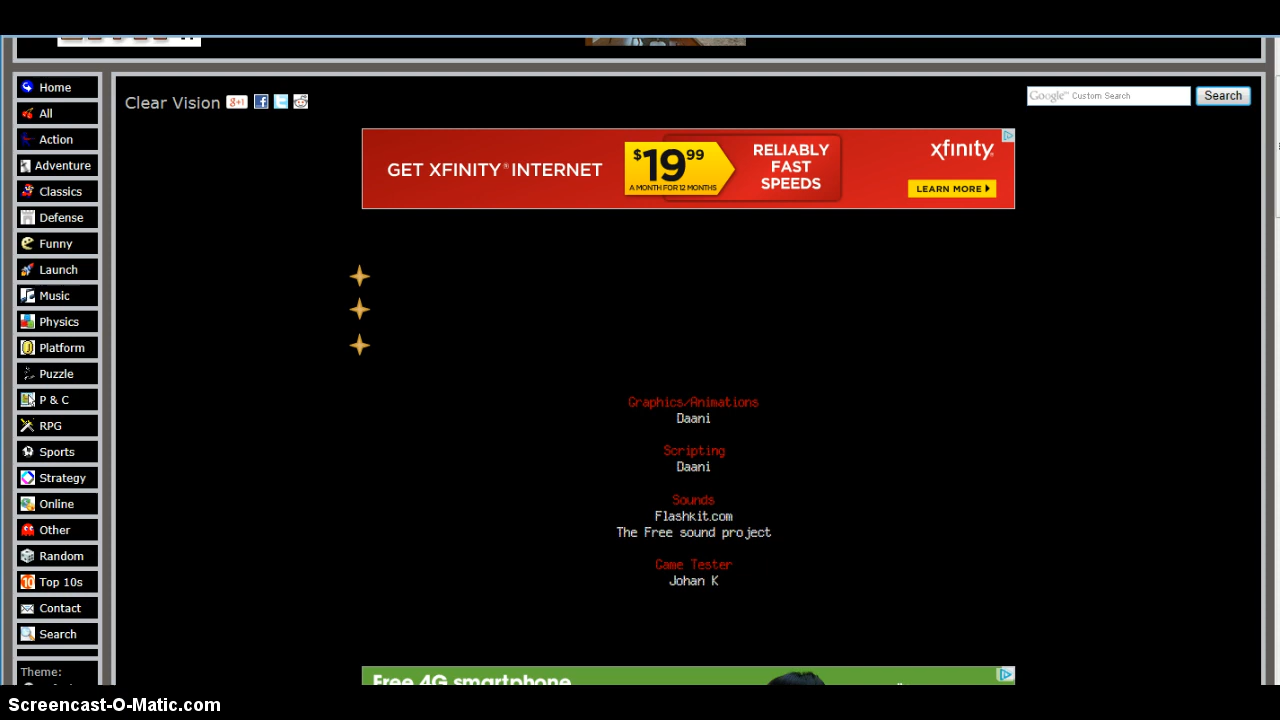 Home
All
Action
Adventure
Classics
Defense
Funny
Launch
Music
Physics
Platform
Puzzle
P & C
RPG
Sports
Strategy
Online
Other
Random
Top 10s
Contact
Search
Theme:
Clear Vision
g+1
Google™ Custom Search
Search
GET XFINITY® INTERNET
$19.99
A MONTH FOR 12 MONTHS
RELIABLY
FAST
SPEEDS
xfinity.
LEARN MORE
Graphics/Animations
Daani
Scripting
Daani
Sounds
Flashkit.com
The Free sound project
Game Tester
Johan K
Free 4G smartphone
Screencast-O-Matic.com